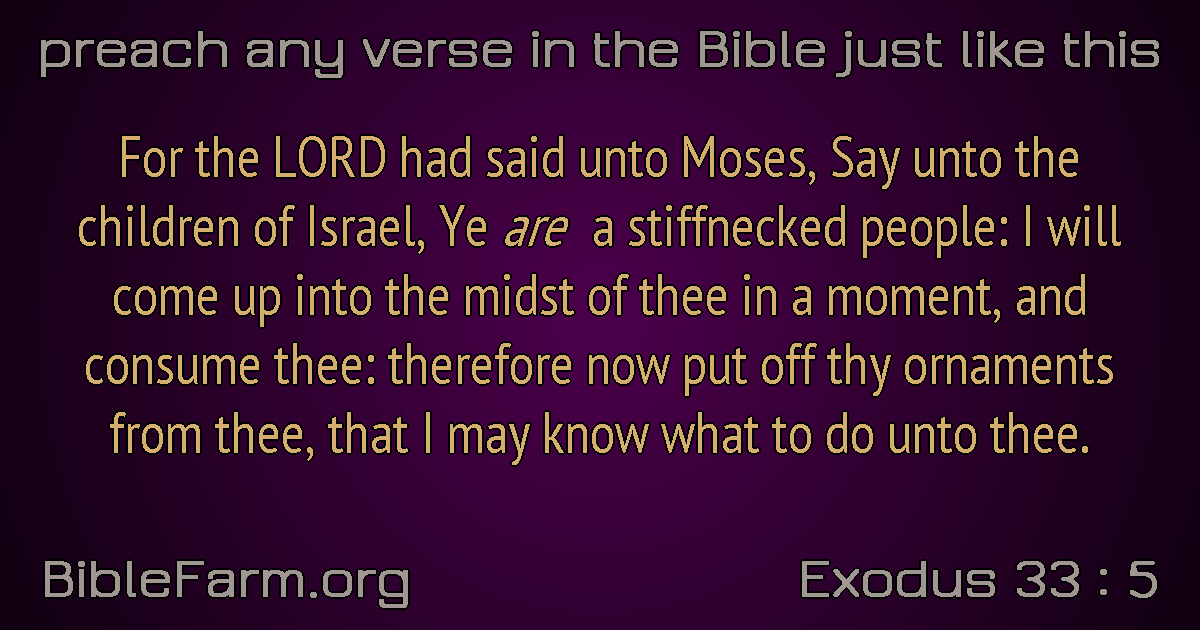 preach any verse in the Bible just like this
For the LORD had said unto Moses, Say unto the
children of Israel, Ye are a stiffnecked people: I will
come up into the midst of thee in a moment, and
consume thee: therefore now put off thy ornaments
from thee, that I may know what to do unto thee.
BibleFarm.org
Exodus 33 : 5